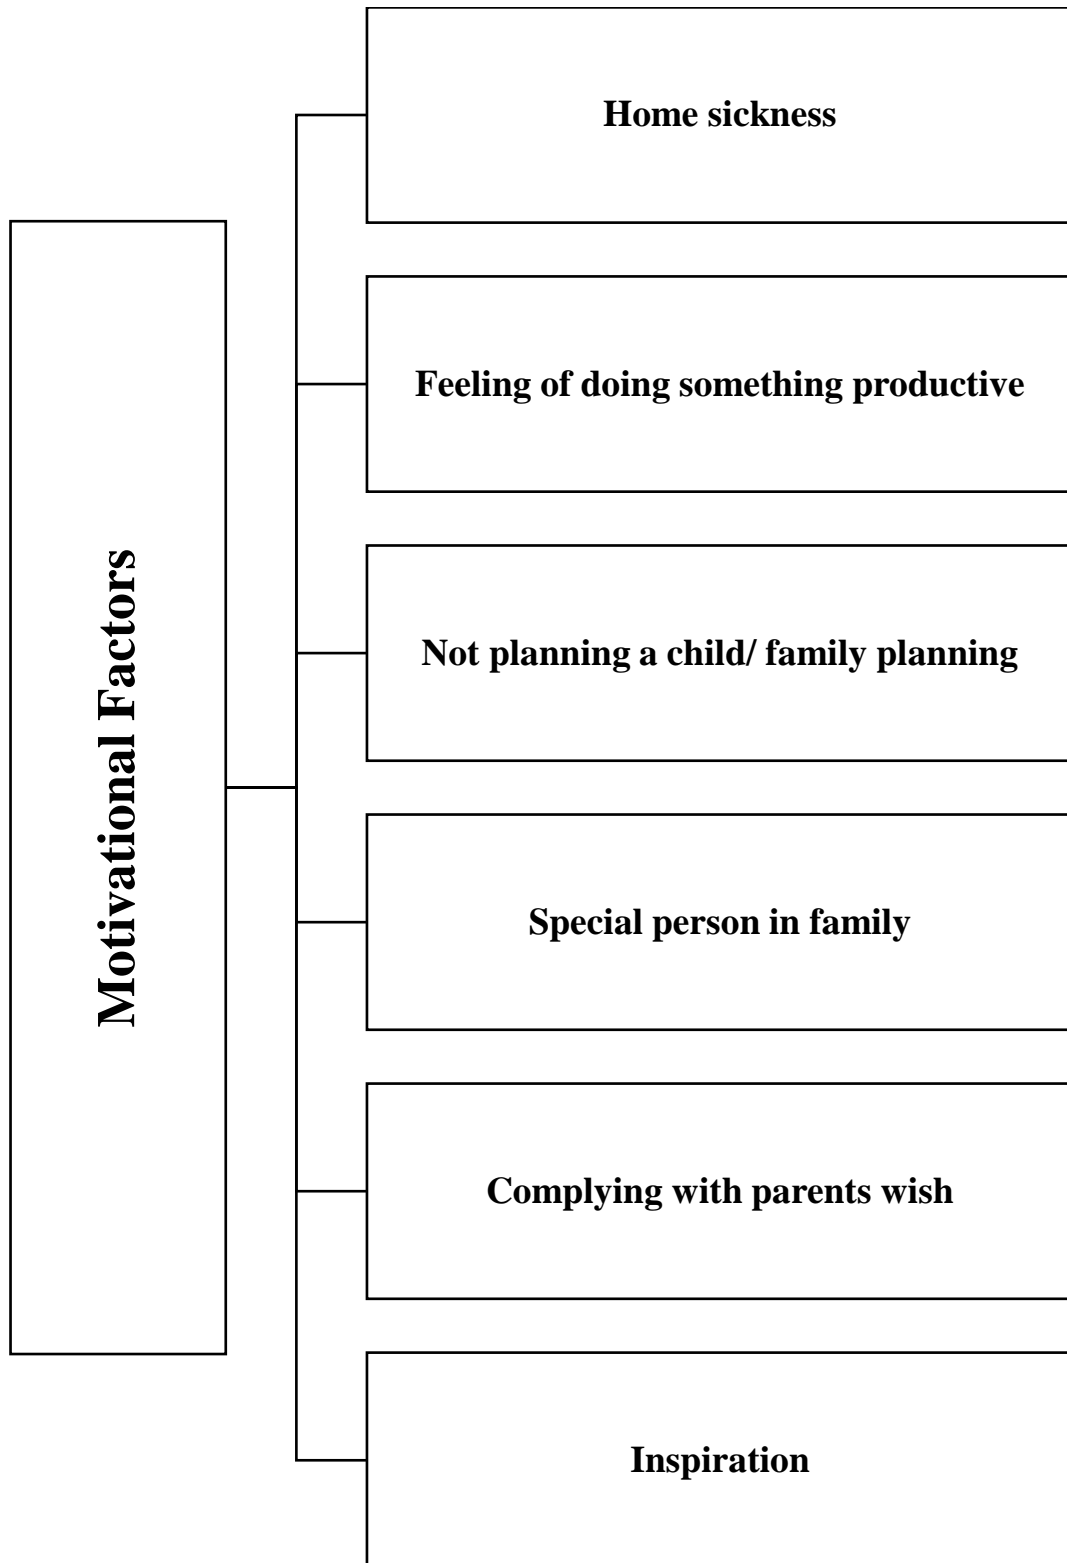 Motivational Factors
Home sickness
Feeling of doing something productive
Not planning a child/ family planning
Special person in family
Complying with parents wish
Inspiration